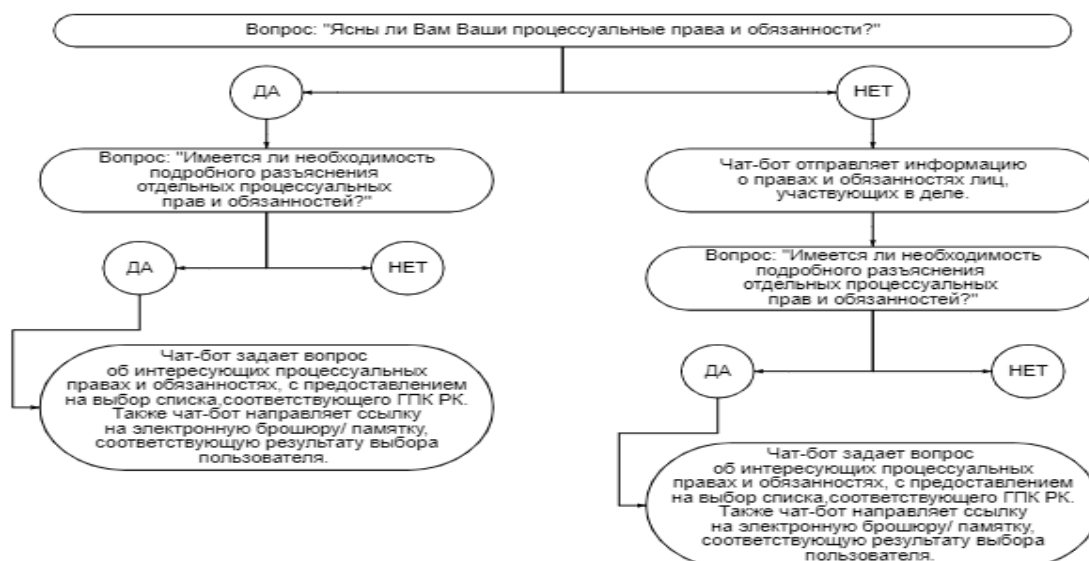 Вопрос: "Ясны ли Вам Ваши процессуальные права и обязанности?"
ДА
НЕТ
Вопрос: "Имеется ли необходимость
подробного разъяснения
отдельных процессуальных
прав и обязанностей?"
ДА
НЕТ
Чат-бот задает вопрос
об интересующих процессуальных
правах и обязанностях, с предоставлением
на выбор списка,соответствующего ГПК РК.
Также чат-бот направляет ссылку
на электронную брошюру/ памятку,
соответствующую результату выбора
пользователя.
Чат-бот отправляет информацию
о правах и обязанностях лиц,
участвующих в деле.
Вопрос: "Имеется ли необходимость
подробного разъяснения
отдельных процессуальных
прав и обязанностей?"
ДА
НЕТ
Чат-бот задает вопрос
об интересующих процессуальных
правах и обязанностях, с предоставлением
на выбор списка,соответствующего ГПК РК.
Также чат-бот направляет ссылку
на электронную брошюру/ памятку,
соответствующую результату выбора
пользователя.